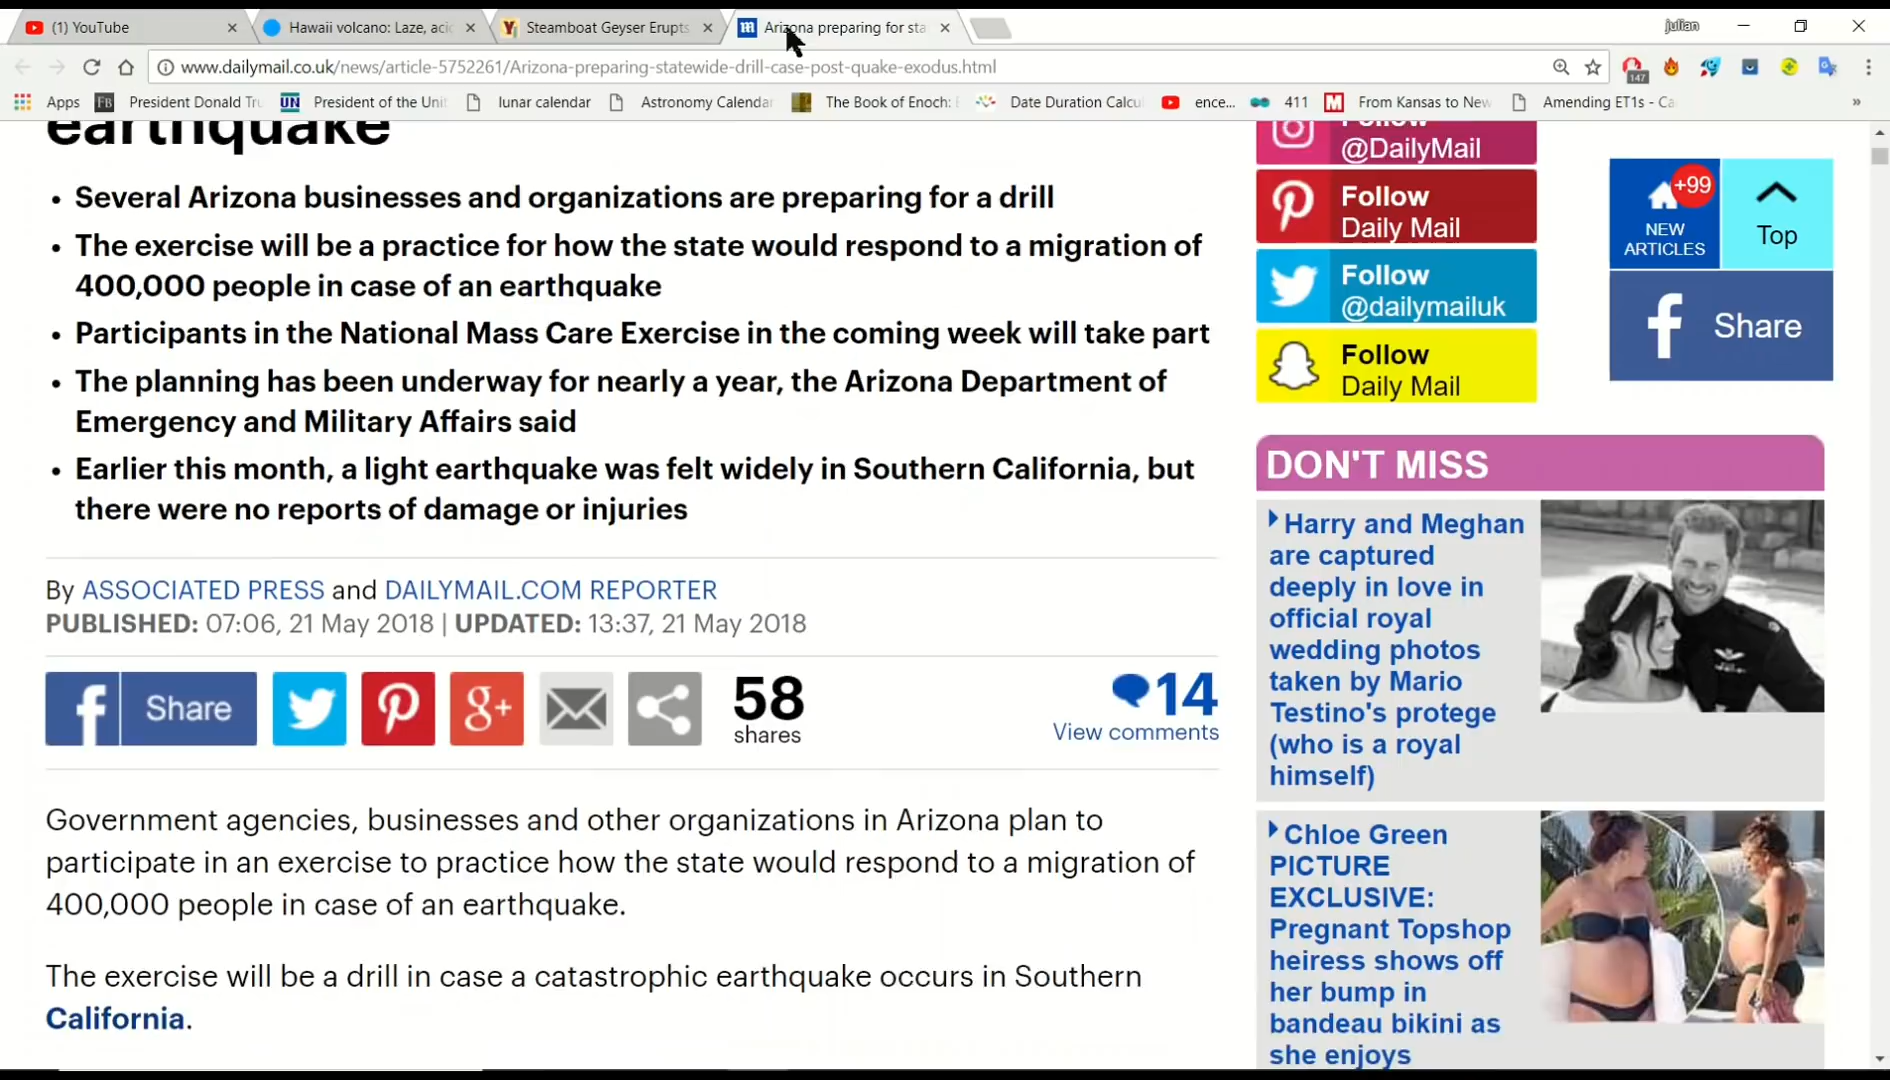 (1) YouTube
Hawaii volcano: Laze, aci
Steamboat Geyser Erupts
Arizona preparing for sta
julian
www.dailymail.co.uk/news/article-5752261/Arizona-preparing-statewide-drill-case-post-quake-exodus.html
147
Apps
FB President Donald Tr
UN President of the Unit
lunar calendar
Astronomy Calenda
The Book of Enoch:
Date Duration Calcu
ence...
411
M From Kansas to New
Amending ET1s - Ca
earthquake
• Several Arizona businesses and organizations are preparing for a drill
• The exercise will be a practice for how the state would respond to a migration of
400,000 people in case of an earthquake
• Participants in the National Mass Care Exercise in the coming week will take part
• The planning has been underway for nearly a year, the Arizona Department of
Emergency and Military Affairs said
• Earlier this month, a light earthquake was felt widely in Southern California, but
there were no reports of damage or injuries
By ASSOCIATED PRESS and DAILYMAIL.COM REPORTER
PUBLISHED: 07:06, 21 May 2018 | UPDATED: 13:37, 21 May 2018
f Share
g+
58
shares
14
View comments
Government agencies, businesses and other organizations in Arizona plan to
participate in an exercise to practice how the state would respond to a migration of
400,000 people in case of an earthquake.
The exercise will be a drill in case a catastrophic earthquake occurs in Southern
California.
Follow
@DailyMail
Follow
Daily Mail
Follow
@dailymailuk
Follow
Daily Mail
+99
NEW
ARTICLES
Top
f Share
DON'T MISS
Harry and Meghan
are captured
deeply in love in
official royal
wedding photos
taken by Mario
Testino's protege
(who is a royal
himself)
Chloe Green
PICTURE
EXCLUSIVE:
Pregnant Topshop
heiress shows off
her bump in
bandeau bikini as
she enjoys